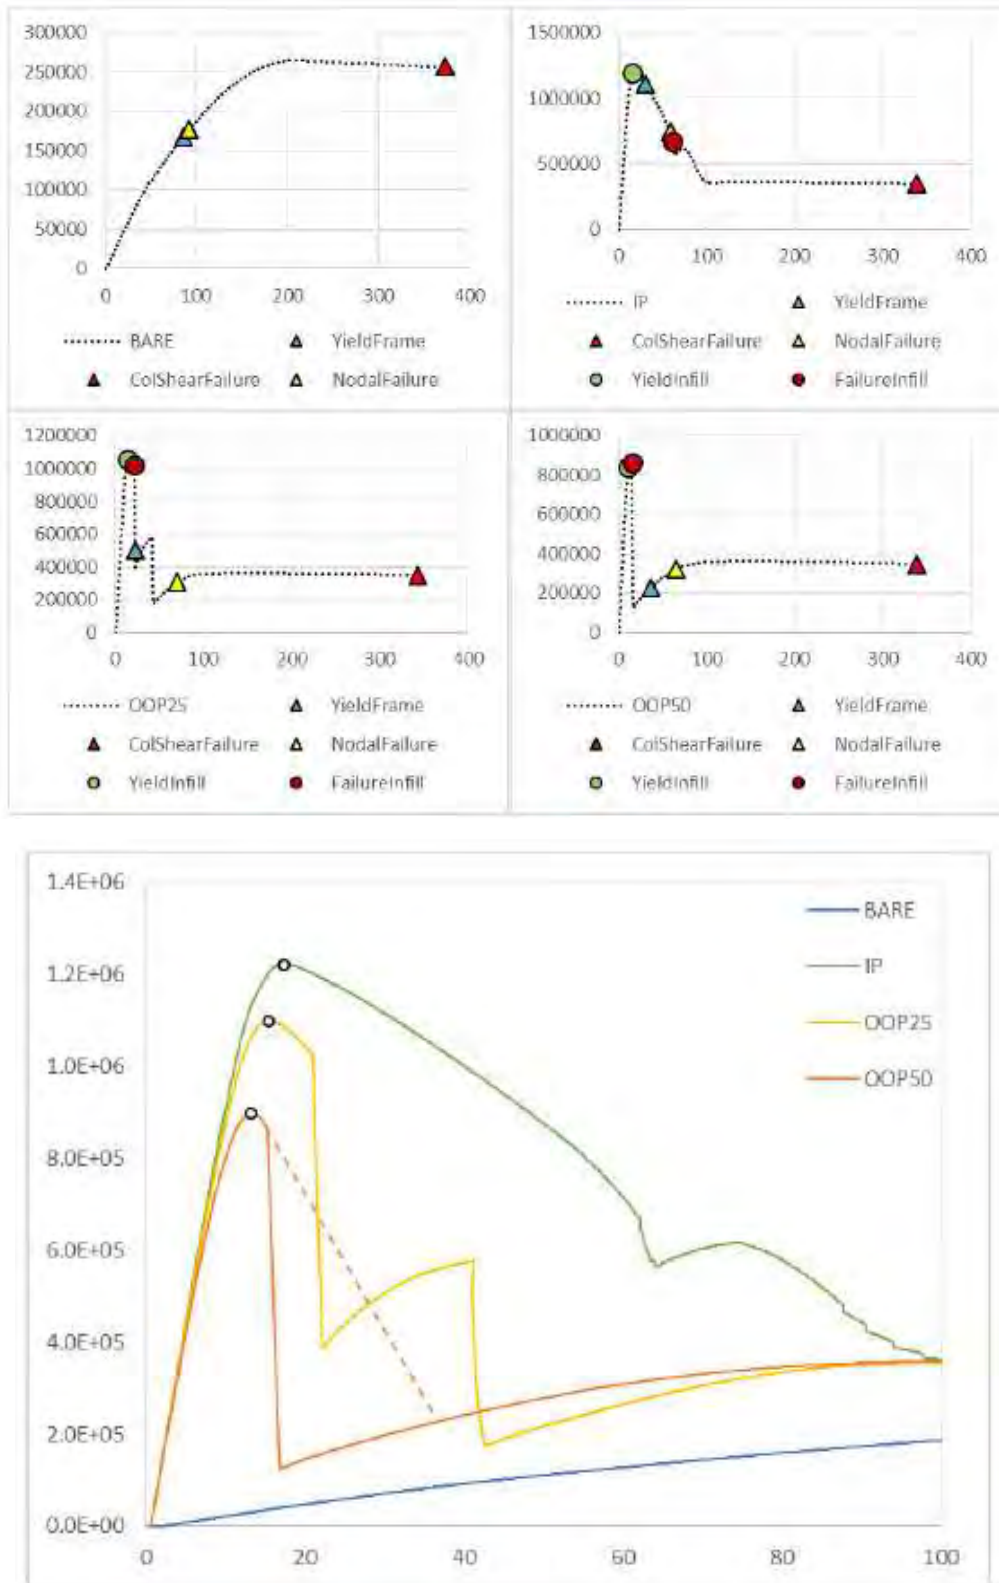 300000
250000
200000
150000
100000
50000
0
0 100 200 300 400
BARE YieldFrame
ColShearFailure NodalFailure
1500000
1000000
500000
0
0 100 200 300 400
IP YieldFrame
ColShearFailure NodalFailure
YieldInfill FailureInfill
1200000
1000000
800000
600000
400000
200000
0
0 100 200 300 400
OOP25 YieldFrame
ColShearFailure NodalFailure
YieldInfill FailureInfill
1000000
800000
600000
400000
200000
0
0 100 200 300 400
OOP50 YieldFrame
ColShearFailure NodalFailure
YieldInfill FailureInfill
1.4E+06
1.2E+06
1.0E+06
8.0E+05
6.0E+05
4.0E+05
2.0E+05
0.0E+00
0 20 40 60 80 100
BARE
IP
OOP25
OOP50